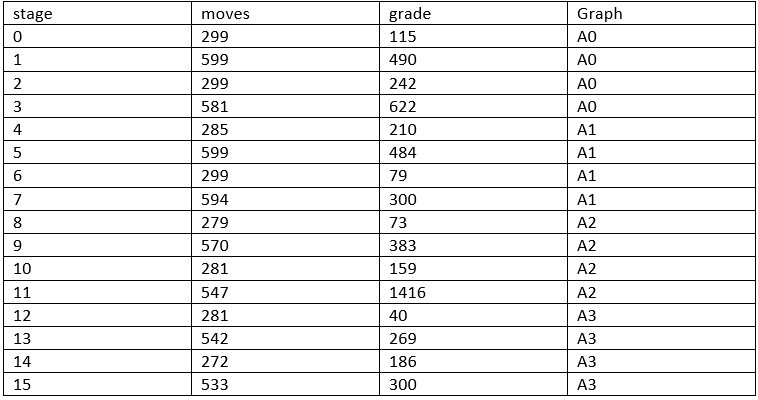 stage moves grade Graph
0 299 115 A0
1 599 490 A0
2 299 242 A0
3 581 622 A0
4 285 210 A1
5 599 484 A1
6 299 79 A1
7 594 300 A1
8 279 73 A2
9 570 383 A2
10 281 159 A2
11 547 1416 A2
12 281 40 A3
13 542 269 A3
14 272 186 A3
15 533 300 A3